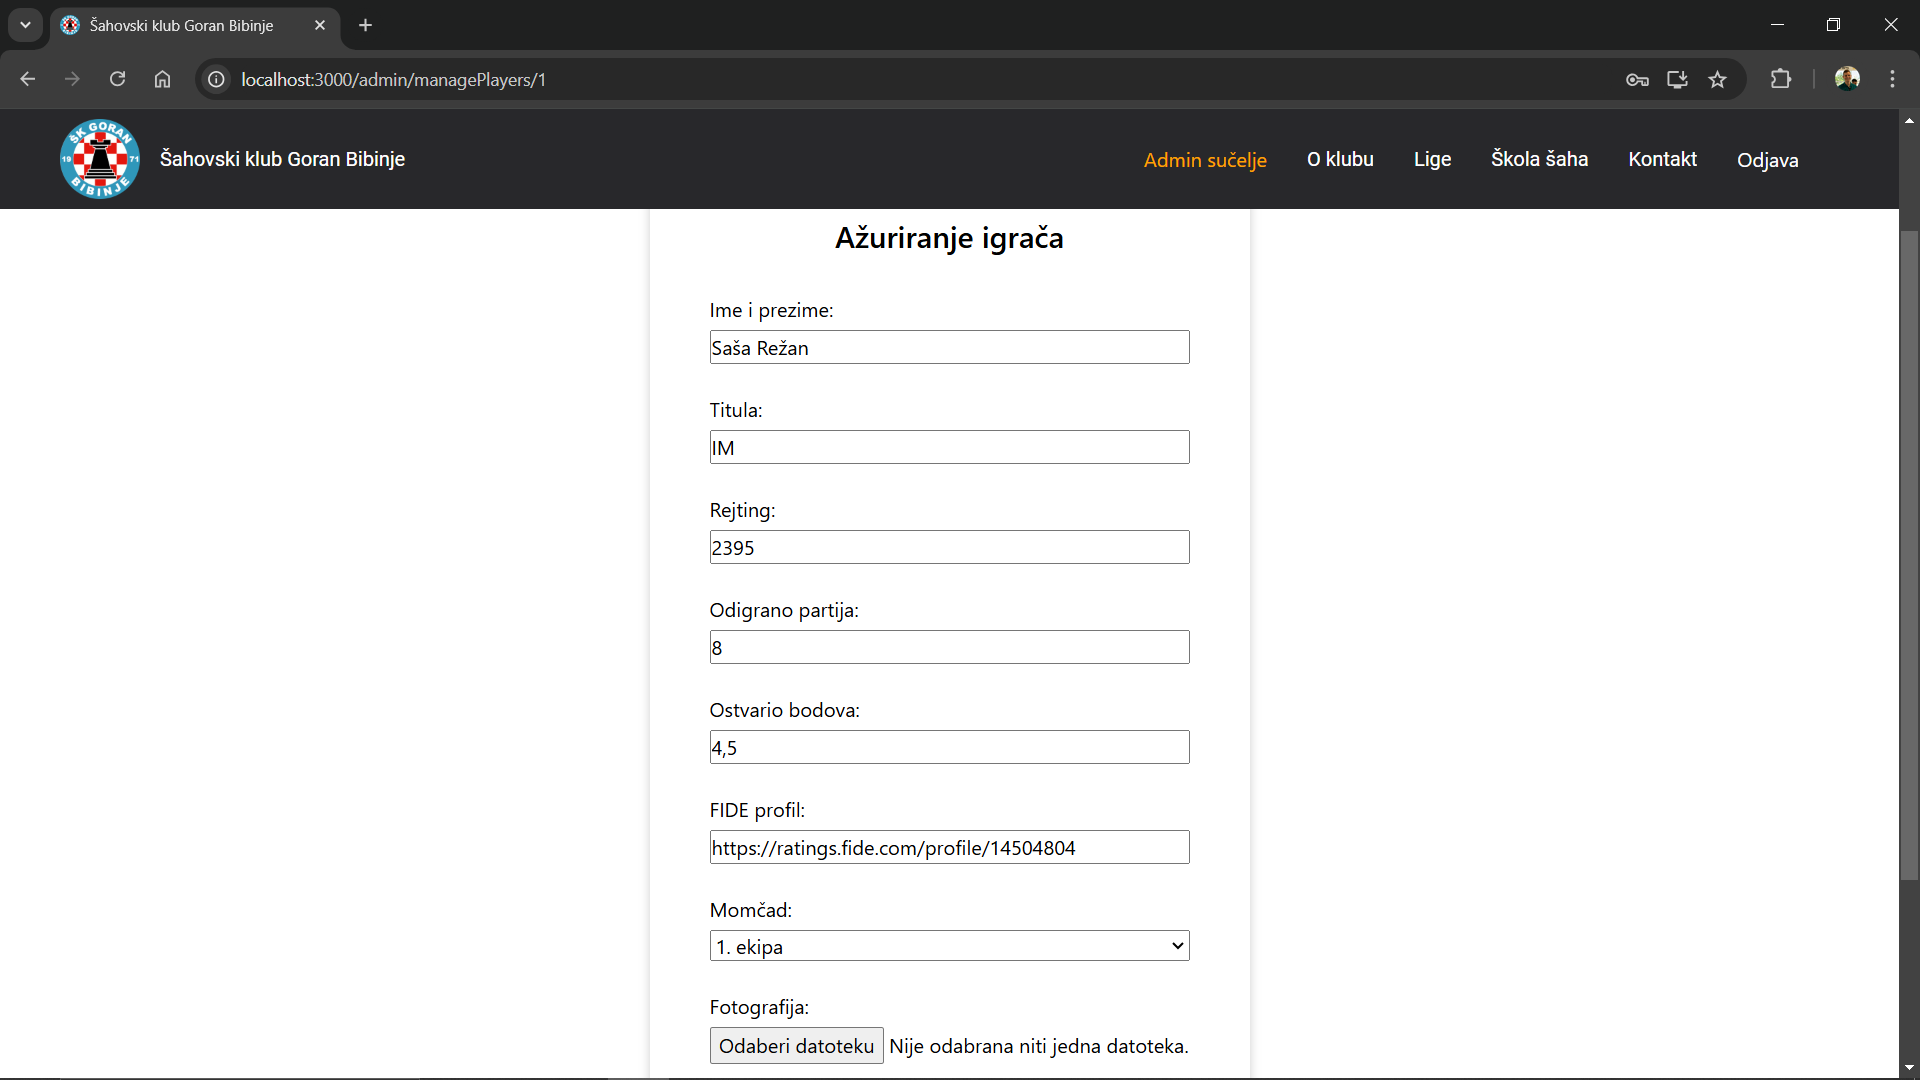 Šahovski klub Goran Bibinje
localhost:3000/admin/managePlayers/1
ŠK GORAN
19 71
BIBINJE
Šahovski klub Goran Bibinje
Admin sučelje O klubu Lige Škola šaha Kontakt Odjava
Ažuriranje igrača
Ime i prezime:
Saša Režan
Titula:
IM
Rejting:
2395
Odigrano partija:
8
Ostvario bodova:
4,5
FIDE profil:
https://ratings.fide.com/profile/14504804
Momčad:
1. ekipa
Fotografija:
Odaberi datoteku Nije odabrana niti jedna datoteka.